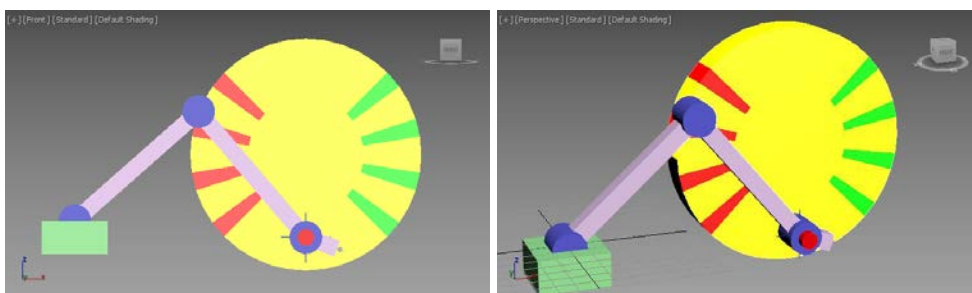 [+] [Front] [Standard] [Default Shading]
[+] [Perspective] [Standard] [Default Shading]
z
x
z